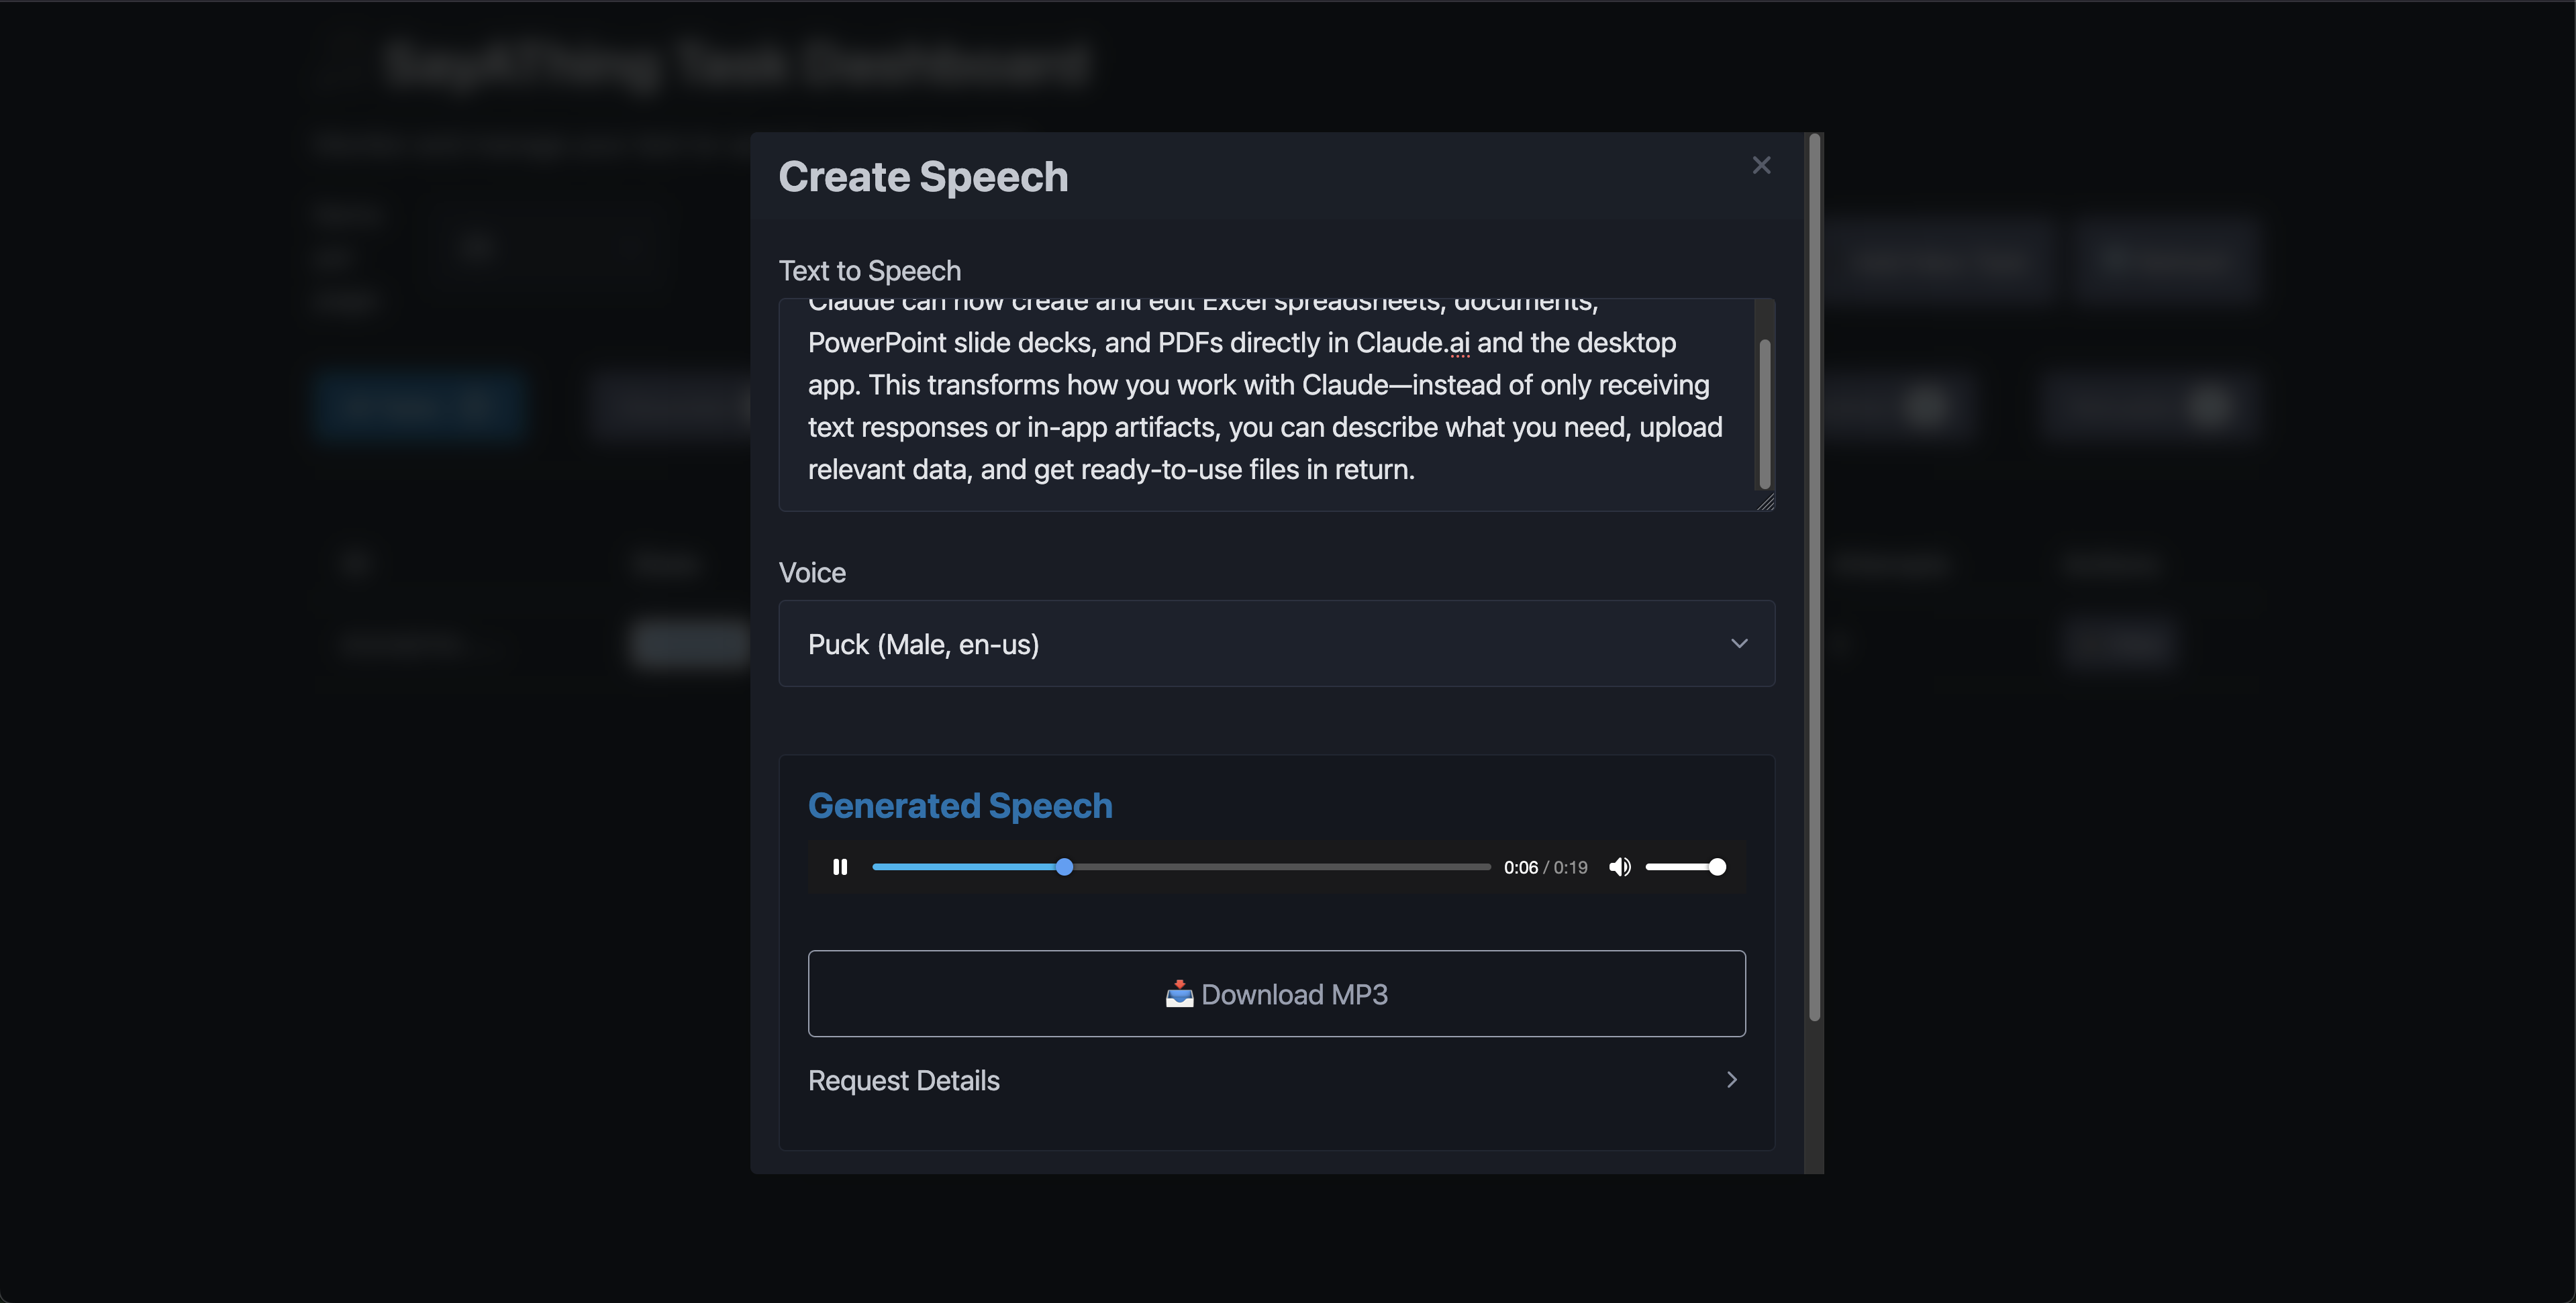 SayAThing Task Dashboard
Create Speech
Text to Speech
Claude can now create and edit Excel spreadsheets, documents,
PowerPoint slide decks, and PDFs directly in Claude.ai and the desktop
app. This transforms how you work with Claude—instead of only receiving
text responses or in-app artifacts, you can describe what you need, upload
relevant data, and get ready-to-use files in return.
Voice
Puck (Male, en-us)
Generated Speech
0:06 / 0:19
Download MP3
Request Details